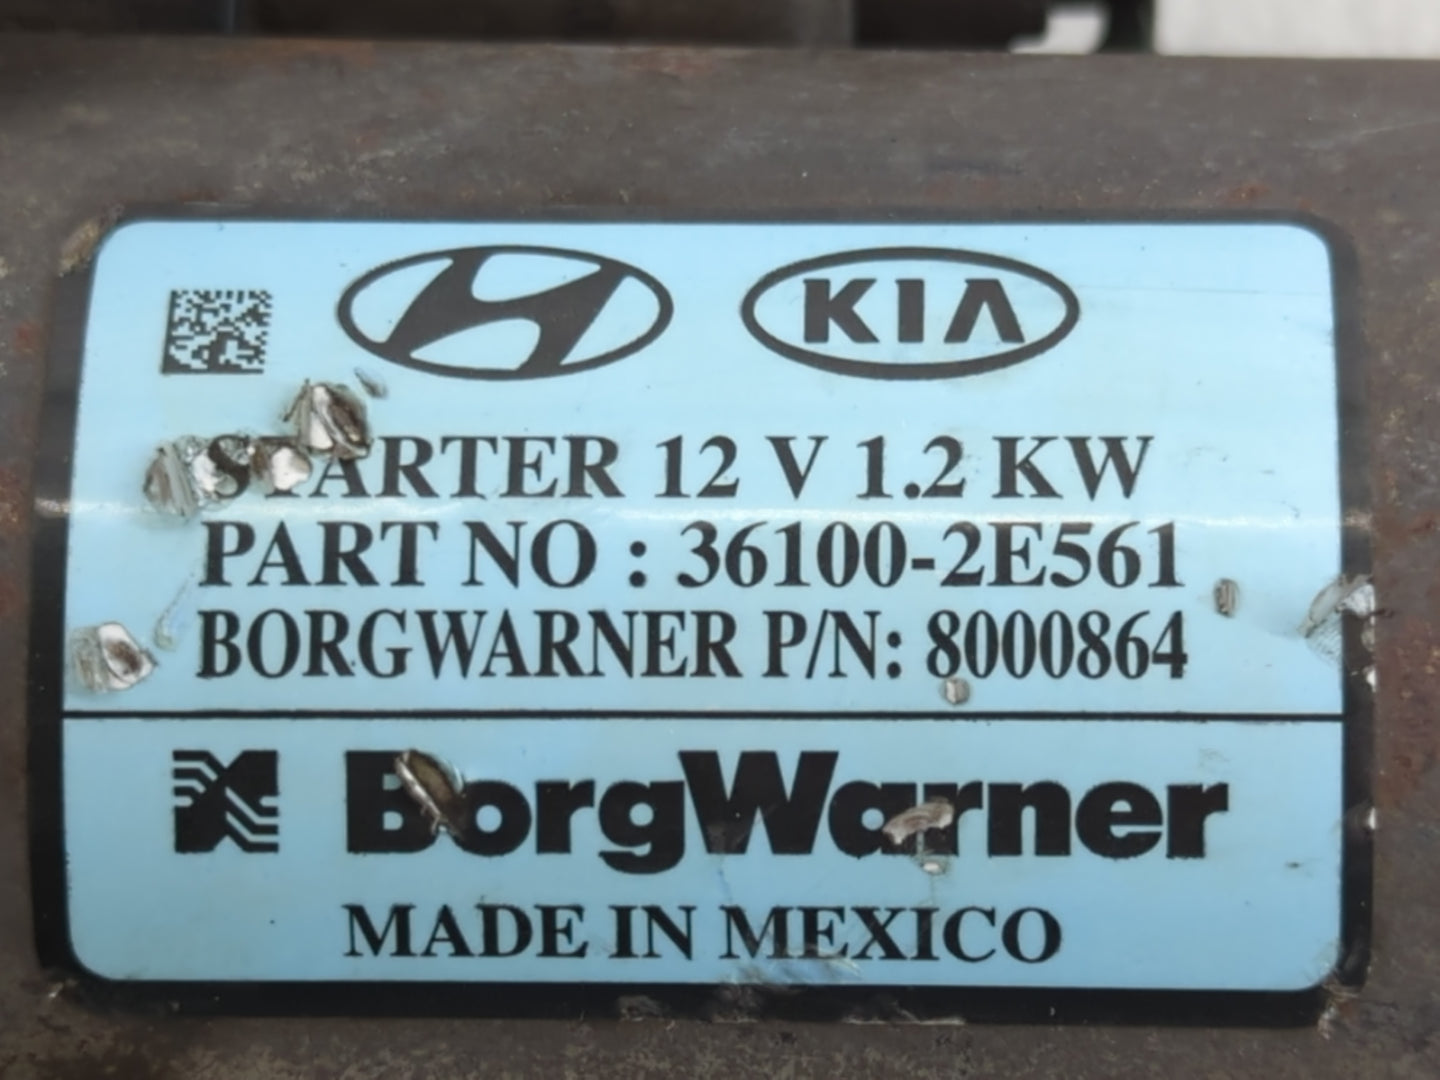 KIA
STARTER 12 V 1.2 KW
PART NO : 36100-2E561
BORGWARNER P/N: 8000864
BorgWarner
MADE IN MEXICO